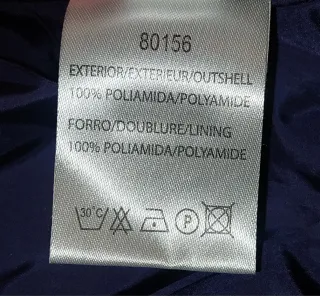 80156
EXTERIOR/EXTERIEUR/OUTSHELL
100% POLIAMIDA/POLYAMIDE
FORRO/DOUBLURE/LINING
100% POLIAMIDA/POLYAMIDE
30°C P